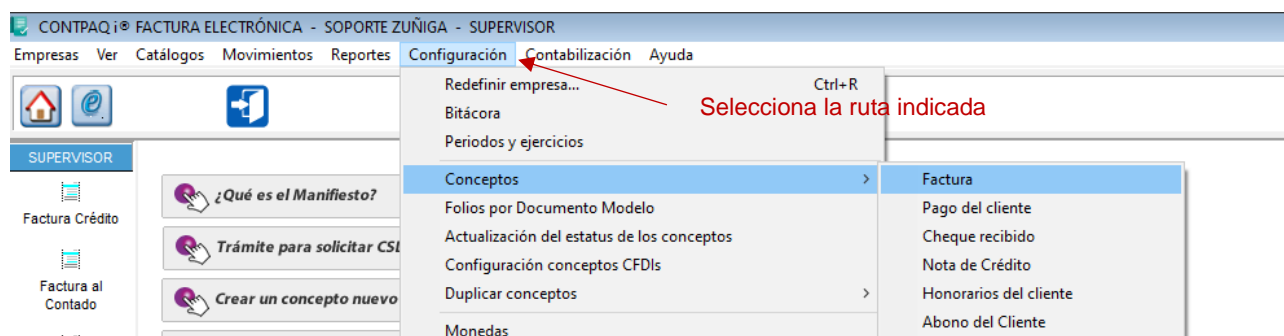 CONTPAQ i® FACTURA ELECTRÓNICA - SOPORTE ZUÑIGA - SUPERVISOR
Empresas Ver Catálogos Movimientos Reportes Configuración Contabilización Ayuda
Redefinir empresa... Ctrl+R
Selecciona la ruta indicada
Bitácora
Periodos y ejercicios
SUPERVISOR
Conceptos
Factura
¿Qué es el Manifiesto?
Factura Crédito
Folios por Documento Modelo
Pago del cliente
Actualización del estatus de los conceptos
Cheque recibido
Trámite para solicitar CSD
Configuración conceptos CFDIs
Nota de Crédito
Factura al
Contado
Crear un concepto nuevo
Duplicar conceptos
Honorarios del cliente
Abono del Cliente
Monedas